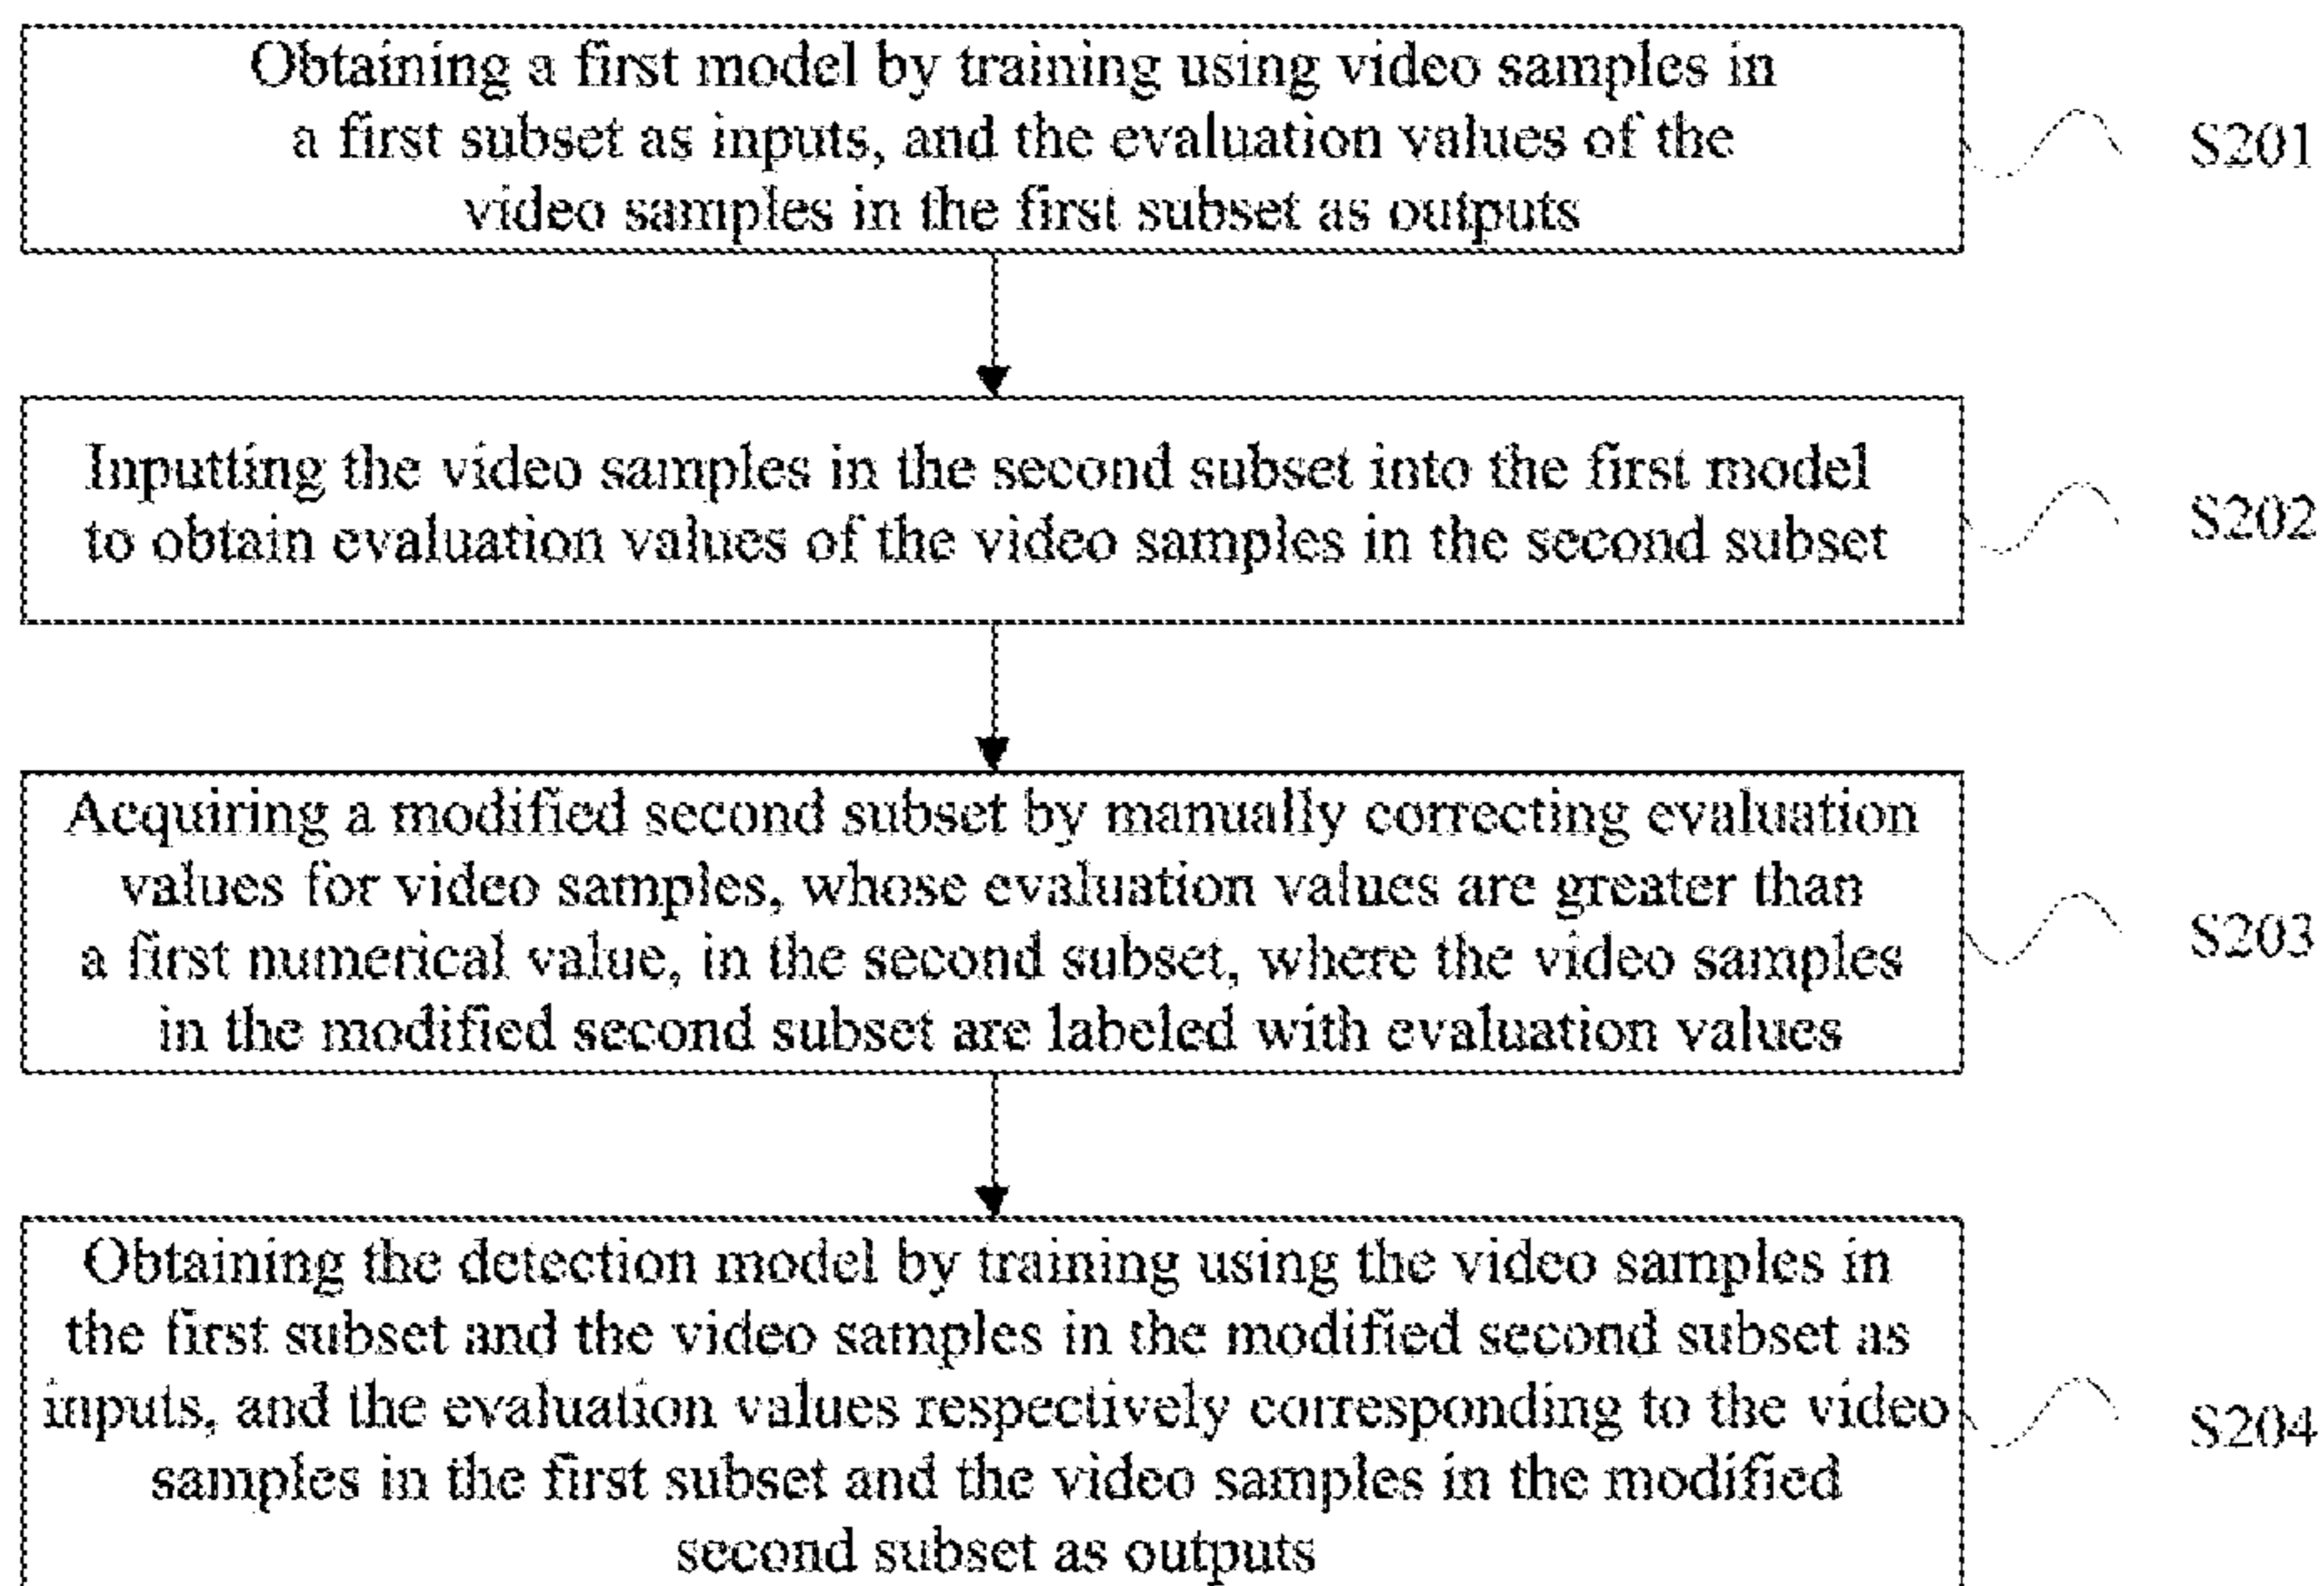 Obtaining a first model by training using video samples in
a first subset as inputs, and the evaluation values of the
video samples in the first subset as outputs
S201
Inputting the video samples in the second subset into the first model
to obtain evaluation values of the video samples in the second subset
S202
Acquiring a modified second subset by manually correcting evaluation
values for video samples, whose evaluation values are greater than
a first numerical value, in the second subset, where the video samples
in the modified second subset are labeled with evaluation values
S203
Obtaining the detection model by training using the video samples in
the first subset and the video samples in the modified second subset as
inputs, and the evaluation values respectively corresponding to the video
samples in the first subset and the video samples in the modified
second subset as outputs
S204